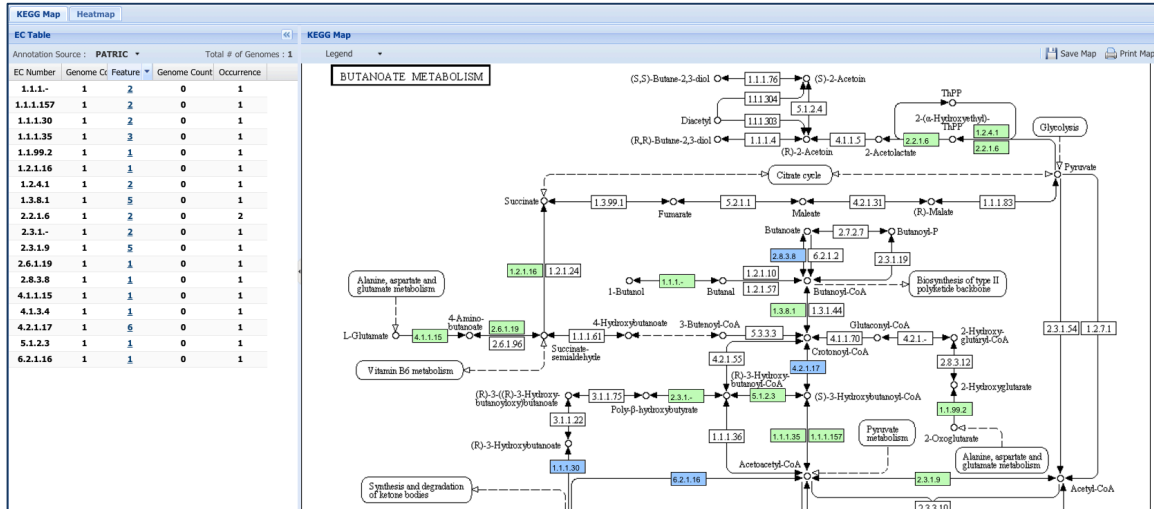 KEGG Map Heatmap
EC Table
Annotation Source : PATRIC Total # of Genomes : 1
EC Number Genome Cc Feature Genome Count Occurrence
1.1.1.- 1 2 0 1
1.1.1.157 1 2 0 1
1.1.1.30 1 2 0 1
1.1.1.35 1 3 0 1
1.1.99.2 1 1 0 1
1.2.1.16 1 1 0 1
1.2.4.1 1 2 0 1
1.3.8.1 1 5 0 1
2.2.1.6 1 2 0 2
2.3.1.- 1 2 0 1
2.3.1.9 1 5 0 1
2.6.1.19 1 1 0 1
2.8.3.8 1 1 0 1
4.1.1.15 1 1 0 1
4.1.3.4 1 1 0 1
4.2.1.17 1 6 0 1
5.1.2.3 1 1 0 1
6.2.1.16 1 1 0 1
KEGG Map
Legend Save Map Print Map
BUTANOATE METABOLISM
(S,S)-Butane-2,3-diol 1.1.1.76 (S)-2-Acetoin
1.1.1.304
5.1.2.4
Diacetyl
1.1.1.303
(R,R)-Butane-2,3-diol 1.1.1.4
(R)-2-Acetoin
4.1.1.5
2-Acetolactate
2.2.1.6
ThPP
2-(α-Hydroxyethyl)-
ThPP
1.2.4.1
2.2.1.6
Glycolysis
Pyruvate
Citrate cycle
Succinate 1.3.99.1 Fumarate 5.2.1.1 Maleate 4.2.1.31 (R)-Malate 1.1.1.83
Butanoate 2.7.2.7 Butanoyl-P
2.8.3.8 6.2.1.2 2.3.1.19
1.2.1.16 1.2.1.24
1-Butanol 1.1.1.- Butanal
1.2.1.10
1.2.1.57
Butanoyl-CoA
Biosynthesis of type II
polyketide backbone
Alanine, aspartate and
glutamate metabolism
1.3.8.1 1.3.1.44
L-Glutamate 4.1.1.15
4-Amino-
butanoate
2.6.1.19
2.6.1.96
Succinate-
semialdehyde
1.1.1.61
4-Hydroxybutanoate
3-Butenoyl-CoA
5.3.3.3
Crotonoyl-CoA
Glutaconyl-CoA
4.1.1.70 4.2.1.-
2-Hydroxy-
glutaryl-CoA
2.3.1.54 1.2.7.1
Vitamin B6 metabolism
4.2.1.55
4.2.1.17
2.8.3.12
2-Hydroxyglutarate
(R)-3-Hydroxy-
butanoyl-CoA
(R)-3-((R)-3-Hydroxy-
butanoyloxy)butanoate
3.1.1.75
Poly-β-hydroxybutyrate
2.3.1.- 5.1.2.3
(S)-3-Hydroxybutanoyl-CoA
1.1.99.2
3.1.1.22
(R)-3-Hydroxybutanoate
1.1.1.36
1.1.1.35 1.1.1.157
Pyruvate
metabolism
2-Oxoglutarate
Alanine, aspartate and
glutamate metabolism
1.1.1.30
Acetoacetyl-CoA
6.2.1.16
2.3.1.9
Acetyl-CoA
Synthesis and degradation
of ketone bodies
2.3.3.10